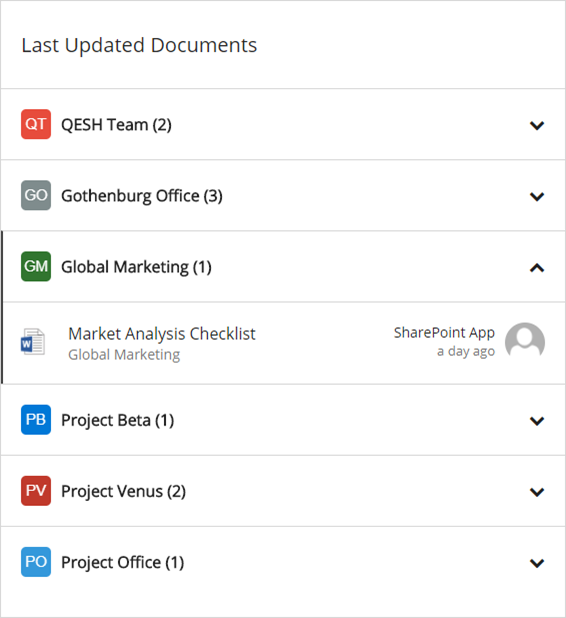 Last Updated Documents
QT QESH Team (2)
GO Gothenburg Office (3)
GM Global Marketing (1)
W Market Analysis Checklist SharePoint App
Global Marketing a day ago
PB Project Beta (1)
PV Project Venus (2)
PO Project Office (1)